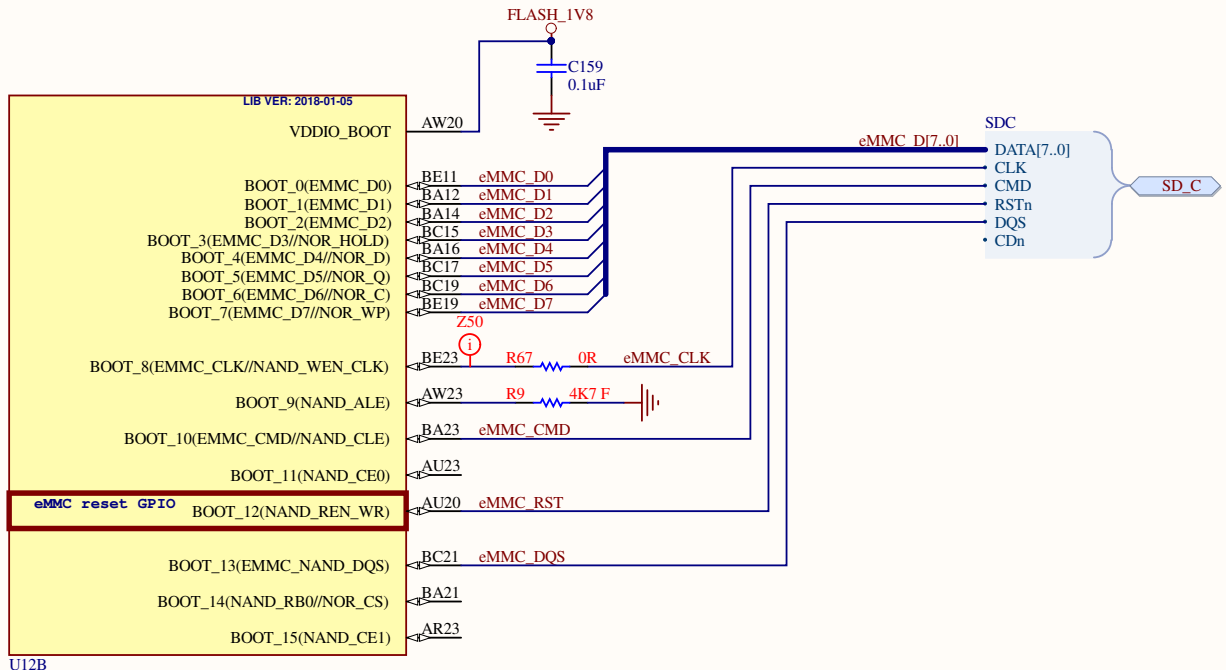 FLASH_1V8
C159
0.1uF
LIB VER: 2018-01-05
VDDIO_BOOT AW20
SDC
eMMC_D[7..0] DATA[7..0]
CLK
CMD
SD_C
RSTn
DQS
CDn
BOOT_0(EMMC_D0) BE11 eMMC_D0
BOOT_1(EMMC_D1) BA12 eMMC_D1
BOOT_2(EMMC_D2) BA14 eMMC_D2
BOOT_3(EMMC_D3//NOR_HOLD) BC15 eMMC_D3
BOOT_4(EMMC_D4//NOR_D) BA16 eMMC_D4
BOOT_5(EMMC_D5//NOR_Q) BC17 eMMC_D5
BOOT_6(EMMC_D6//NOR_C) BC19 eMMC_D6
BOOT_7(EMMC_D7//NOR_WP) BE19 eMMC_D7
Z50
i
BOOT_8(EMMC_CLK//NAND_WEN_CLK) BE23 R67 0R eMMC_CLK
BOOT_9(NAND_ALE) AW23 R9 4K7 F
BOOT_10(EMMC_CMD//NAND_CLE) BA23 eMMC_CMD
BOOT_11(NAND_CE0) AU23
eMMC reset GPIO
BOOT_12(NAND_REN_WR) AU20 eMMC_RST
BOOT_13(EMMC_NAND_DQS) BC21 eMMC_DQS
BOOT_14(NAND_RB0//NOR_CS) BA21
BOOT_15(NAND_CE1) AR23
U12B